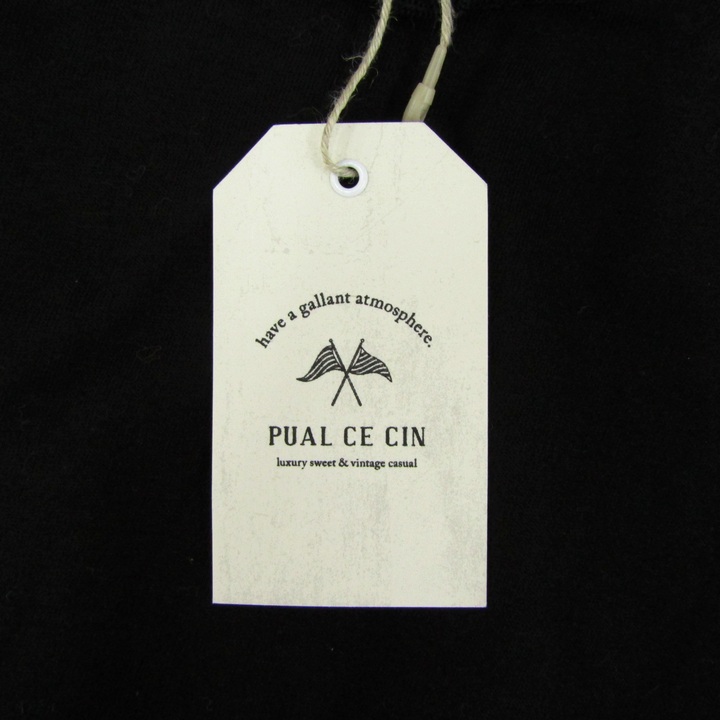 have a gallant atmosphere.
PUAL CE CIN
luxury sweet & vintage casual